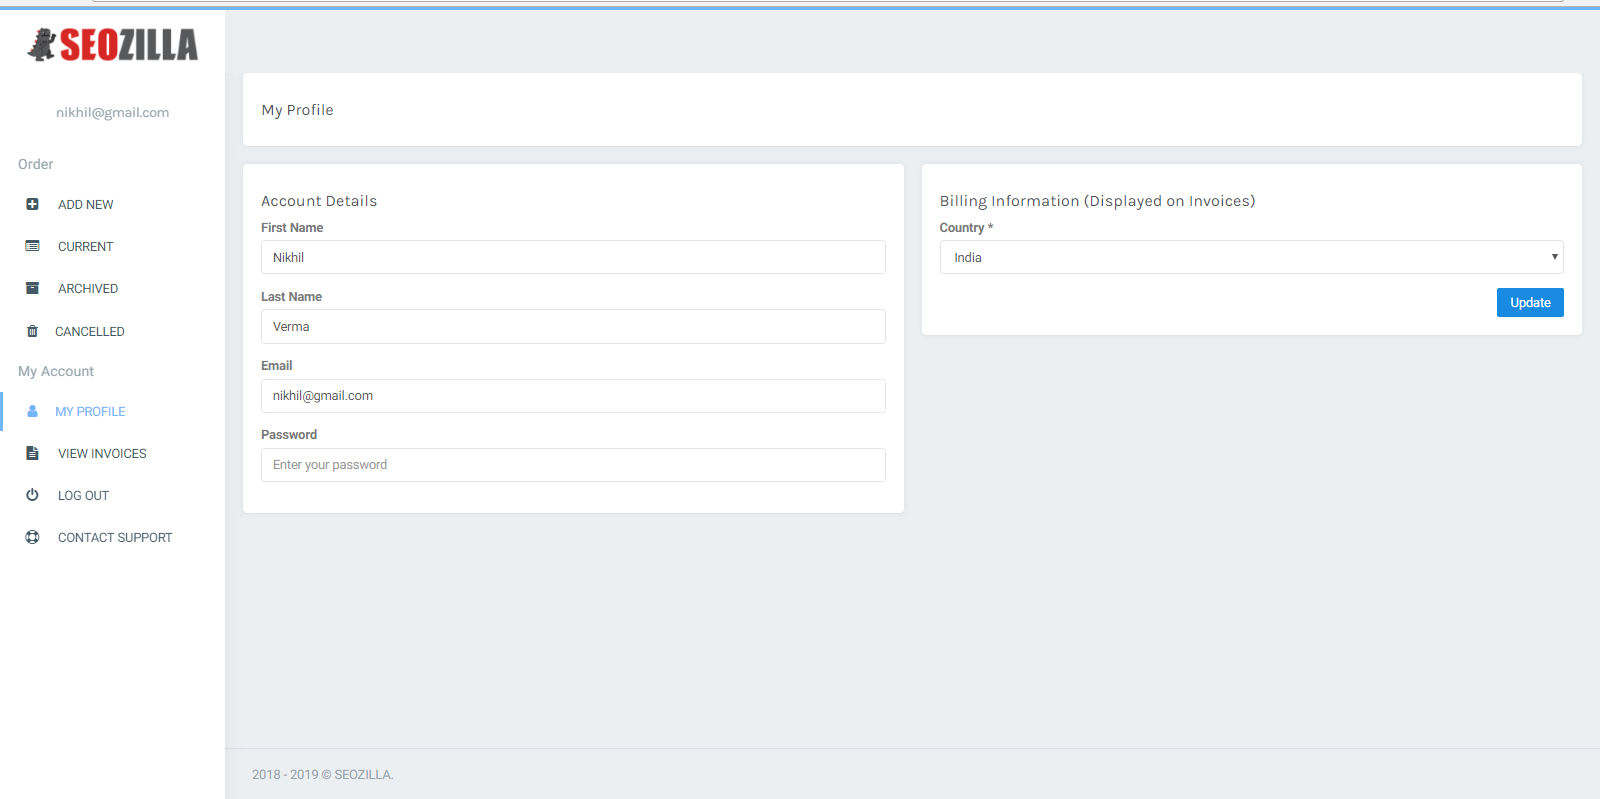 SEOZILLA
nikhil@gmail.com
Order
ADD NEW
CURRENT
ARCHIVED
CANCELLED
My Account
MY PROFILE
VIEW INVOICES
LOG OUT
CONTACT SUPPORT
My Profile
Account Details
First Name
Nikhil
Last Name
Verma
Email
nikhil@gmail.com
Password
Enter your password
Billing Information (Displayed on Invoices)
Country *
India
Update
2018 - 2019 © SEOZILLA.